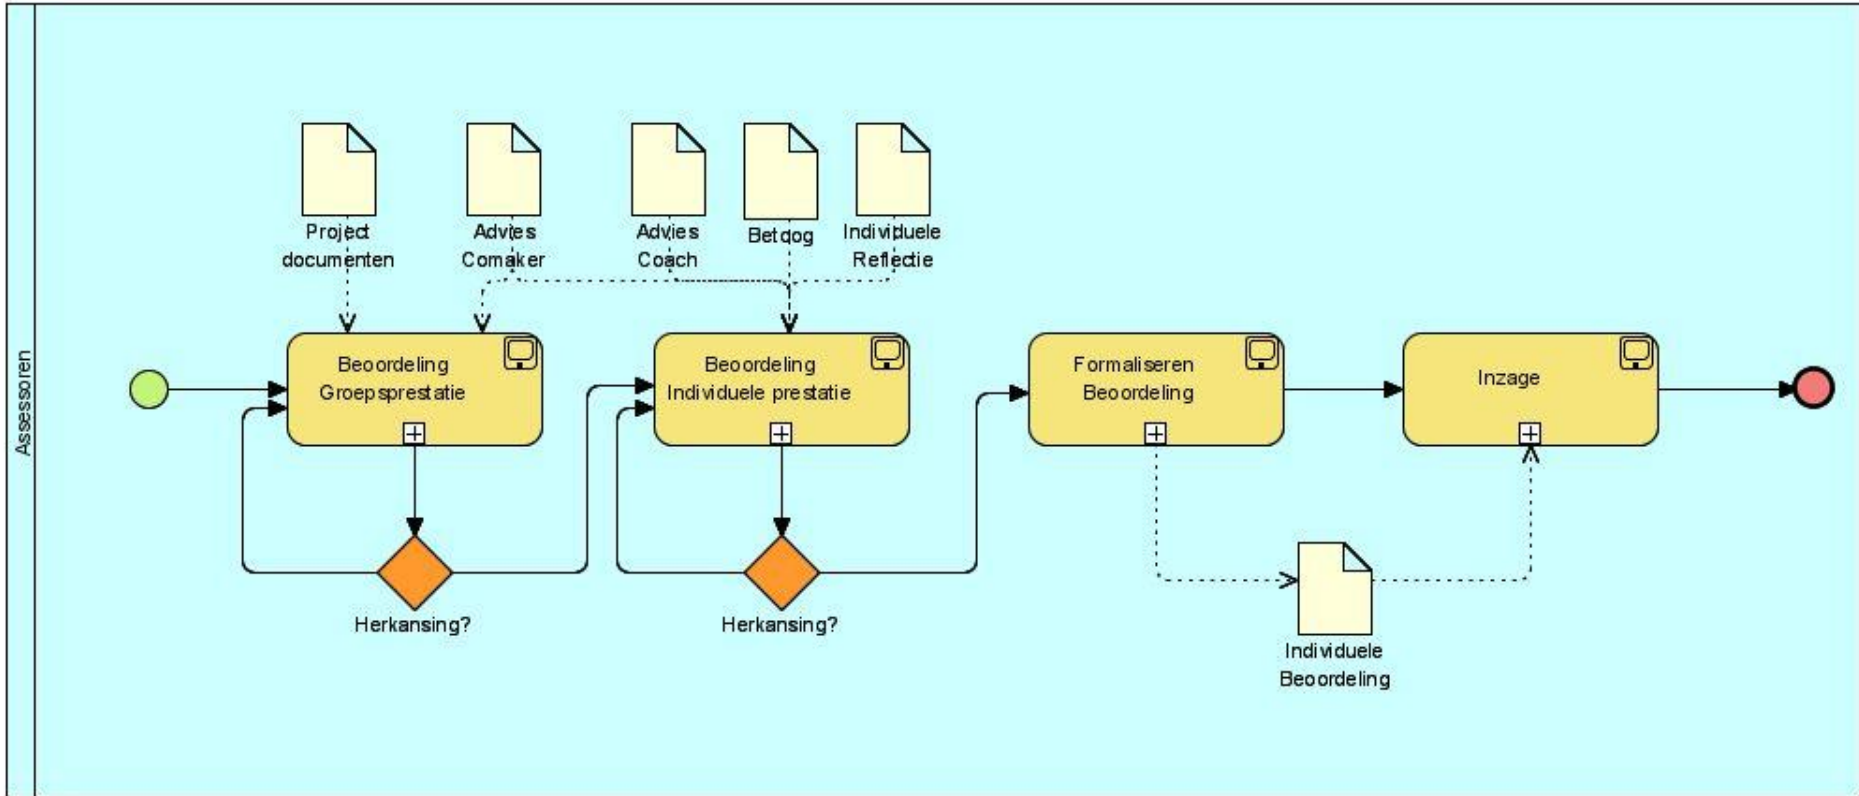 Assessoren
Project
documenten
Advies
Comaker
Advies
Coach
Betoog
Individuele
Reflectie
Beoordeling
Groepsprestatie
Beoordeling
Individuele prestatie
Formaliseren
Beoordeling
Inzage
Herkansing?
Herkansing?
Individuele
Beoordeling